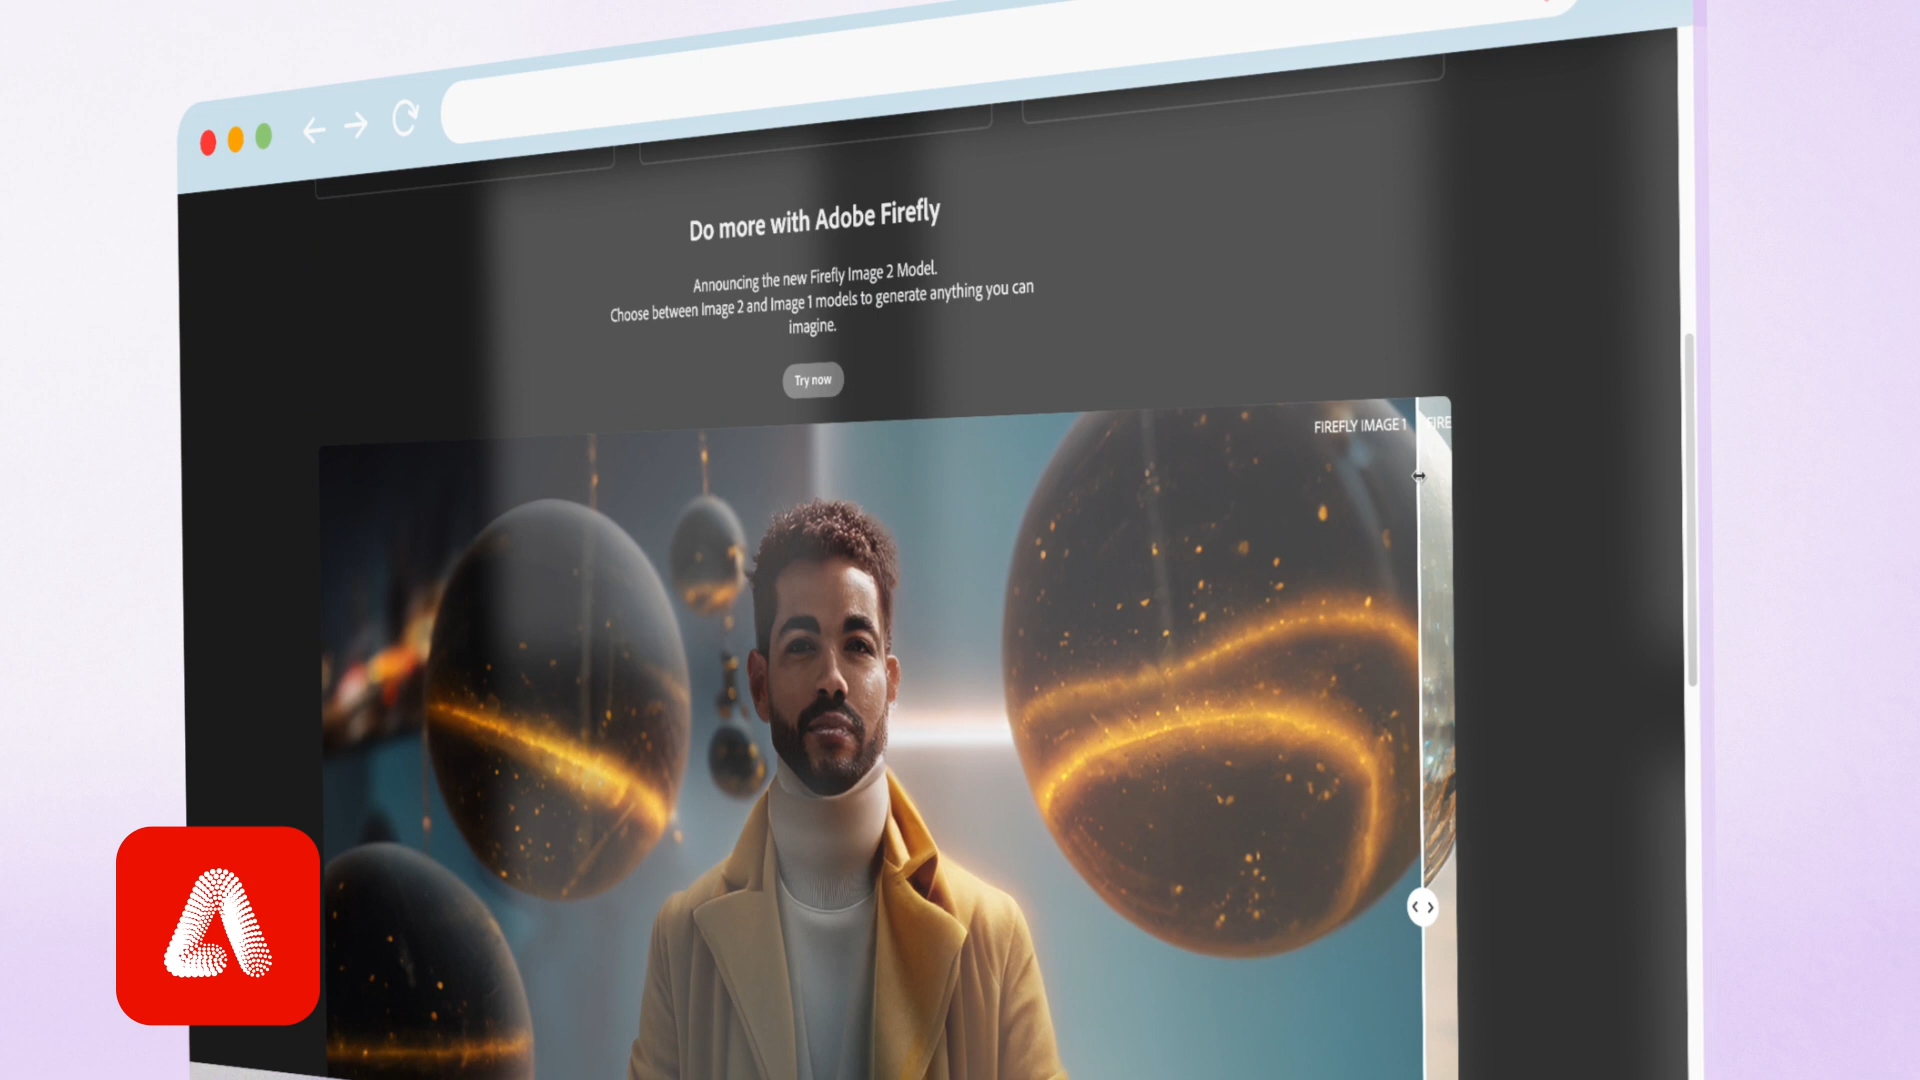 Do more with Adobe Firefly
Announcing the new Firefly Image 2 Model.
Choose between Image 2 and Image 1 models to generate anything you can
imagine.
Try now
FIREFLY IMAGE 1
FIRE